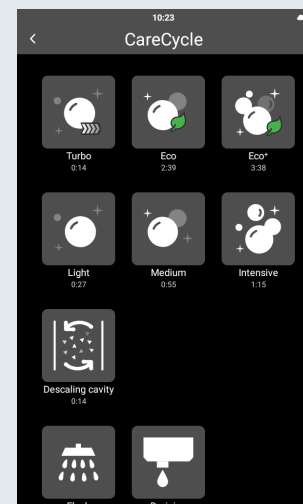 10:23
CareCycle
Turbo Eco Eco*
0:14 2:39 3:38
Light Medium Intensive
0:27 0:55 1:15
Descaling cavity
0:14